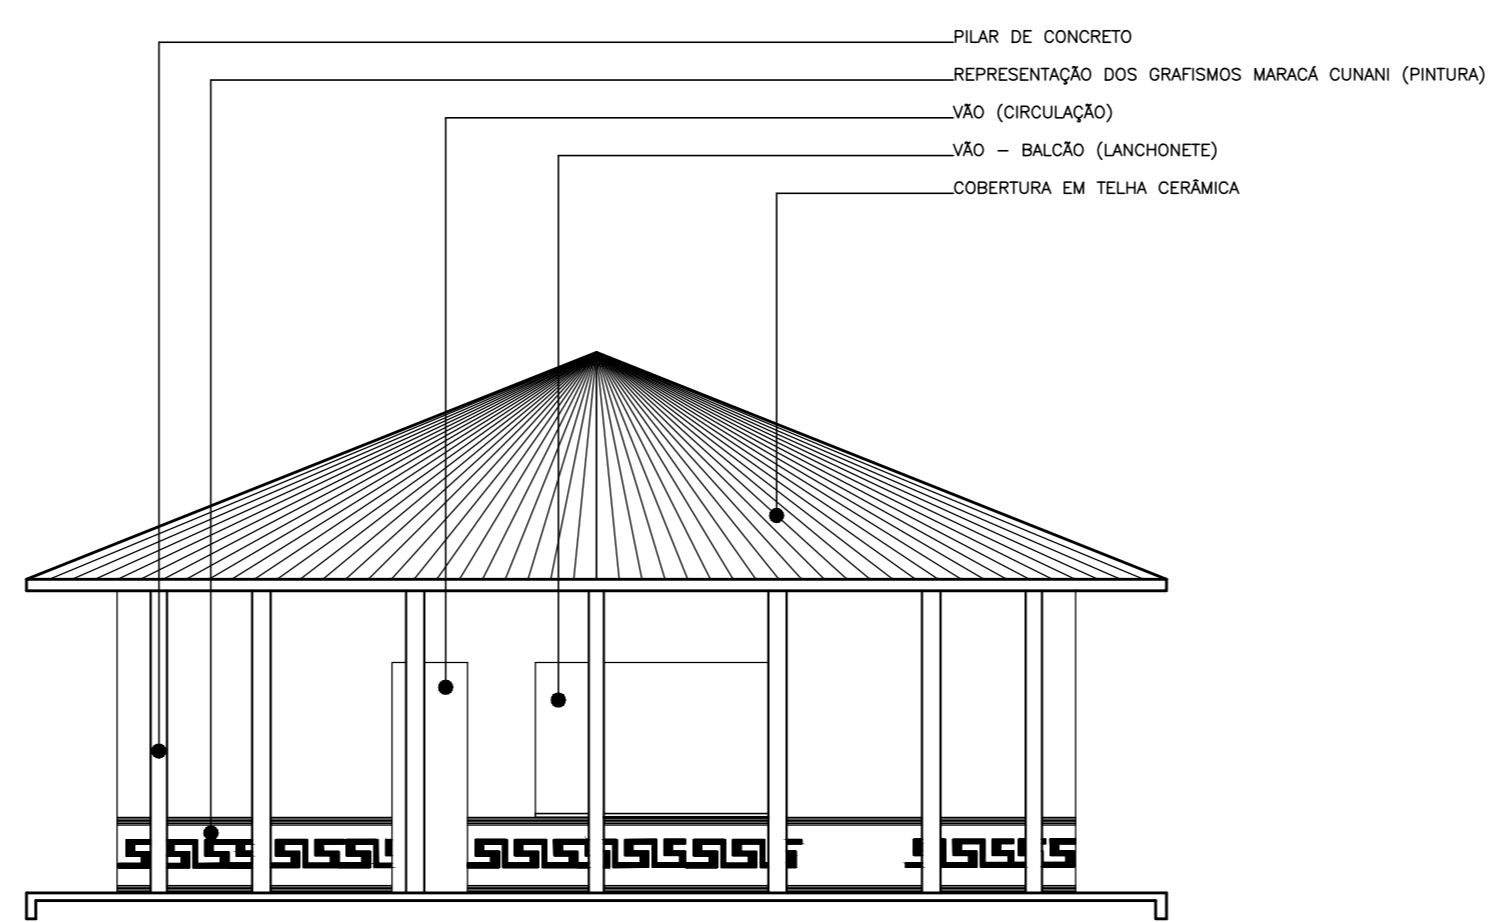 PILAR DE CONCRETO
REPRESENTAÇÃO DOS GRAFISMOS MARACÁ CUNANI (PINTURA)
VÃO (CIRCULAÇÃO)
VÃO – BALCÃO (LANCHONETE)
COBERTURA EM TELHA CERÂMICA